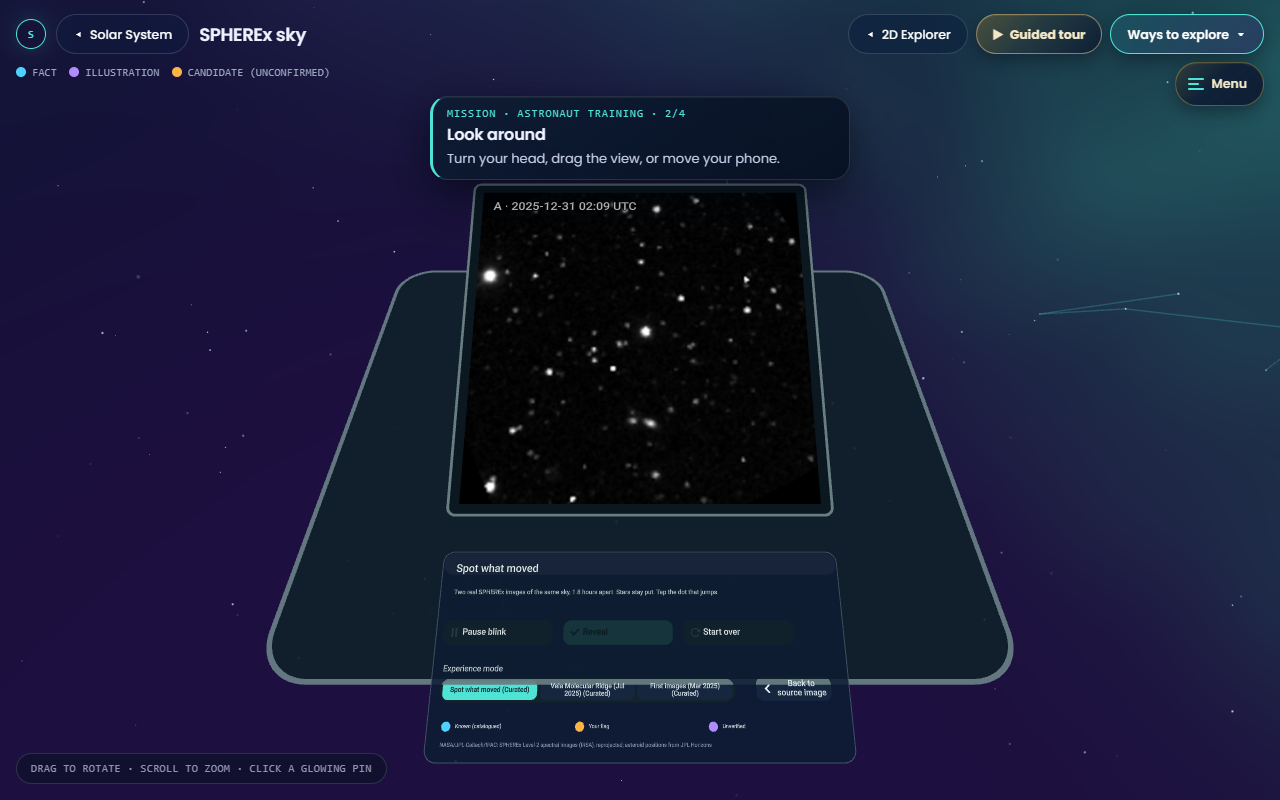 S
Solar System
SPHEREx sky
2D Explorer
Guided tour
Ways to explore
FACT
ILLUSTRATION
CANDIDATE (UNCONFIRMED)
Menu
MISSION · ASTRONAUT TRAINING · 2/4
Look around
Turn your head, drag the view, or move your phone.
A · 2025-12-31 02:09 UTC
Spot what moved
Two real SPHEREx images of the same sky, 1.8 hours apart. Stars stay put. Tap the dot that jumps.
Pause blink
Reveal
Start over
Experience mode
Spot what moved (Curated)
Vela Molecular Ridge (Jul
2025) (Curated)
First Images (Mar 2025)
(Curated)
Back to
source image
Known (catalogued)
Your flag
Unverified
NASA/JPL-Caltech/IPAC; SPHEREx Level 2 spectral images (IRSA), reprojected; asteroid positions from JPL Horizons
DRAG TO ROTATE · SCROLL TO ZOOM · CLICK A GLOWING PIN